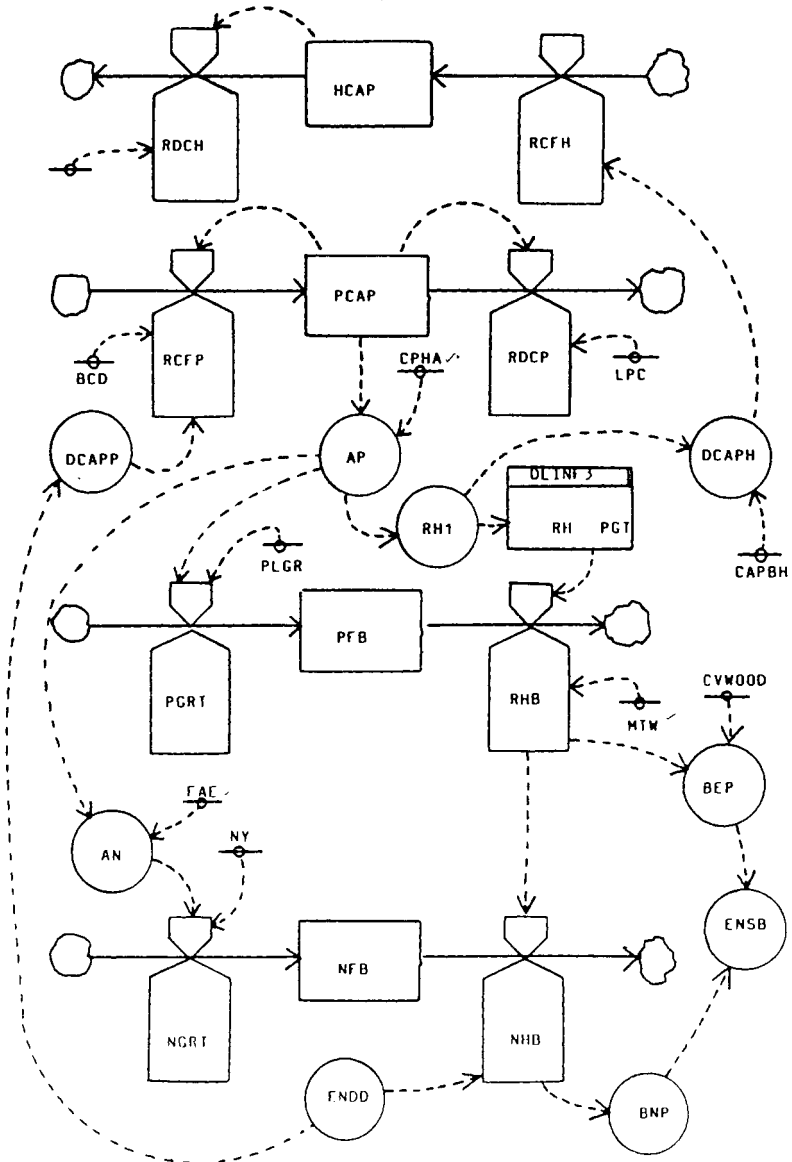 HCAP
RDCH
RCFH
PCAP
RCFP
RDCP
CPHA
BCD
LPC
DCAPP
AP
DCAPH
DLINF3
RH1
RH PGT
PLGR
CAPBH
PFB
PGRT
RHB
CVWOOD
MTW
BEP
FAE
NY
AN
ENSB
NFB
NGRT
NHB
ENDD
BNP